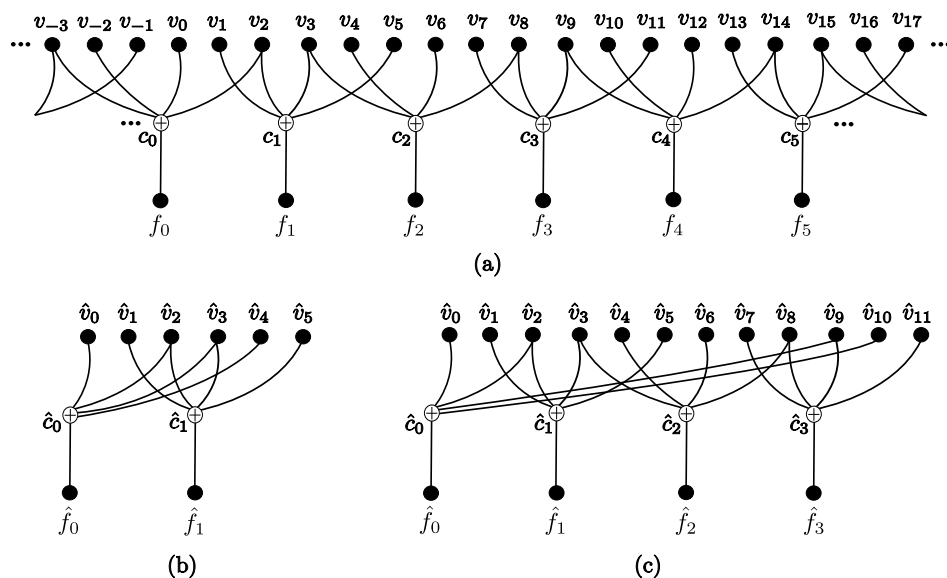 ... v₋₃ v₋₂ v₋₁ v₀ v₁ v₂ v₃ v₄ v₅ v₆ v₇ v₈ v₉ v₁₀ v₁₁ v₁₂ v₁₃ v₁₄ v₁₅ v₁₆ v₁₇ ...
... c₀ c₁ c₂ c₃ c₄ c₅ ...
f₀ f₁ f₂ f₃ f₄ f₅
(a)
v̂₀ v̂₁ v̂₂ v̂₃ v̂₄ v̂₅
ĉ₀ ĉ₁
f̂₀ f̂₁
(b)
v̂₀ v̂₁ v̂₂ v̂₃ v̂₄ v̂₅ v̂₆ v̂₇ v̂₈ v̂₉ v̂₁₀ v̂₁₁
ĉ₀ ĉ₁ ĉ₂ ĉ₃
f̂₀ f̂₁ f̂₂ f̂₃
(c)